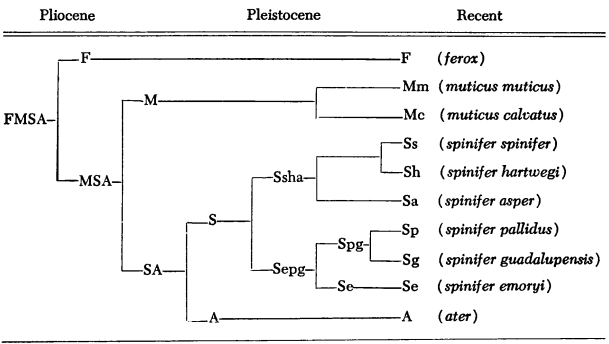 Pliocene Pleistocene Recent
F F (ferox)
Mm (muticus muticus)
M
Mc (muticus calvatus)
FMSA
Ss (spinifer spinifer)
Ssha Sh (spinifer hartwegi)
MSA
Sa (spinifer asper)
S
Sp (spinifer pallidus)
Spg
Sg (spinifer guadalupensis)
SA Sepg
Se Se (spinifer emoryi)
A A (ater)